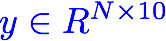 y ∈ R^{N×10}